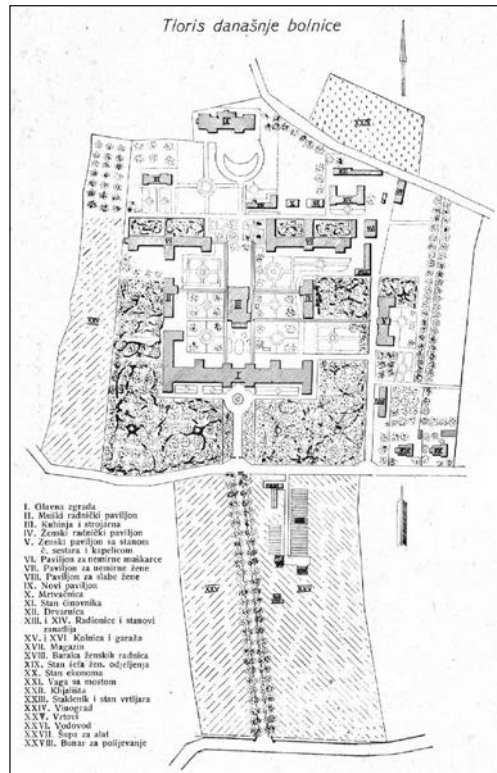 Tloris današnje bolnice
I. Glavna zgrada
II. Muški radnički paviljon
III. Kuhinja i strojarna
IV. Ženski radnički paviljon
V. Ženski paviljon sa stanom
č. sestara i kapelicom
VI. Paviljon za nemirne muškarce
VII. Paviljon za nemirne žene
VIII. Paviljon za slabe žene
IX. Novi paviljon
X. Mrtvačnica
XI. Stan činovnika
XII. Drvarnica
XIII. i XIV. Radionice i stanovi
zanatlija
XV. i XVI Kolnica i garaža
XVII. Magazin
XVIII. Baraka ženskih radnica
XIX. Stan šefa žen. odjeljenja
XX. Stan ekonoma
XXI. Vaga sa mostom
XXII. Klijališta
XXIII. Staklenik i stan vrtljara
XXIV. Vinograd
XXV. Vrtovi
XXVI. Vodovod
XXVII. Šupa za alat
XXVIII. Bunar za polijevanje
XXV
XXV